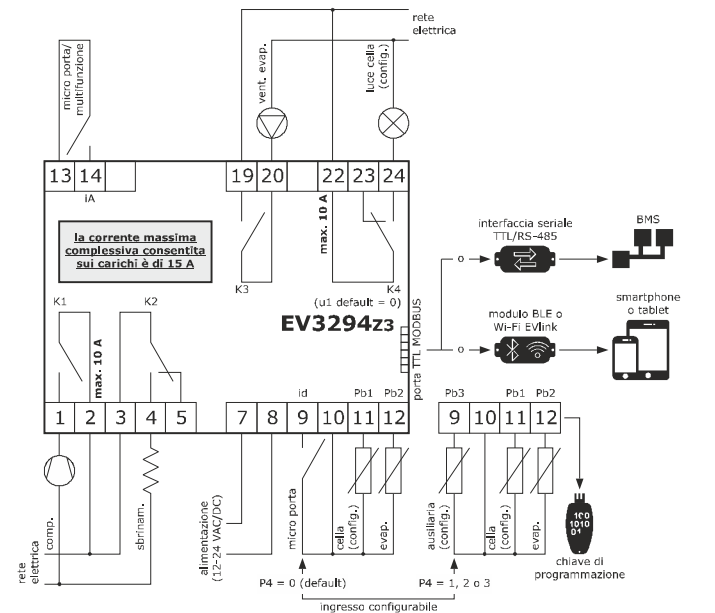 rete
elettrica
micro porta/
multifunzione
vent. evap.
luce cella
(config.)
13 14 19 20 22 23 24
iA
max. 10 A
la corrente massima
complessiva consentita
sui carichi è di 15 A
K3
K4
(u1 default = 0)
EV3294Z3
K1
K2
max. 10 A
porta TTL MODBUS
interfaccia seriale
TTL/RS-485
BMS
o
modulo BLE o
Wi-Fi EVlink
smartphone
o tablet
o
id
Pb1
Pb2
Pb3
Pb1
Pb2
1 2 3 4 5 7 8 9 10 11 12
9 10 11 12
comp.
sbrinam.
rete
elettrica
alimentazione
(12-24 VAC/DC)
micro porta
cella
(config.)
evap.
ausiliaria
(config.)
cella
(config.)
evap.
100
1010
01
chiave di
programmazione
P4 = 0 (default)
P4 = 1, 2 o 3
ingresso configurabile